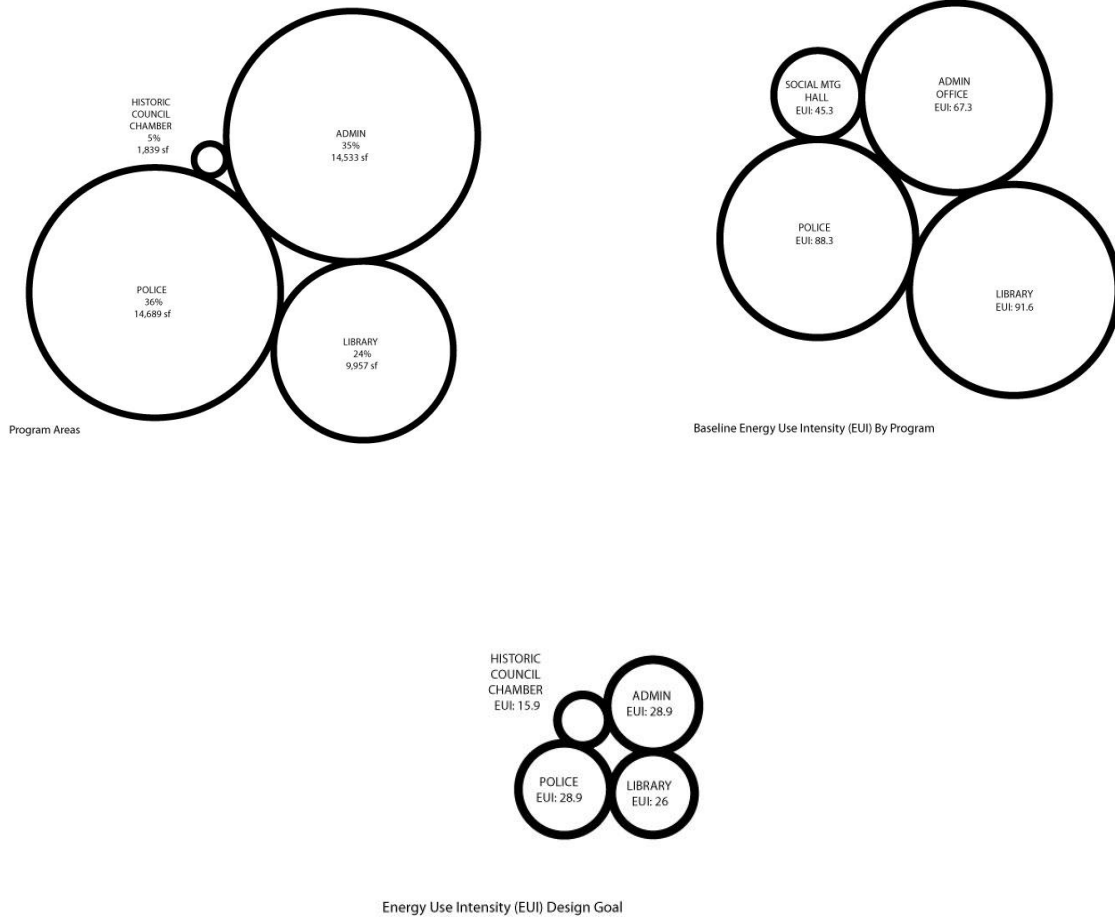 HISTORIC
COUNCIL
CHAMBER
5%
1,839 sf
ADMIN
35%
14,533 sf
POLICE
36%
14,689 sf
LIBRARY
24%
9,957 sf
Program Areas
SOCIAL MTG
HALL
EUI: 45.3
ADMIN
OFFICE
EUI: 67.3
POLICE
EUI: 88.3
LIBRARY
EUI: 91.6
Baseline Energy Use Intensity (EUI) By Program
HISTORIC
COUNCIL
CHAMBER
EUI: 15.9
ADMIN
EUI: 28.9
POLICE
EUI: 28.9
LIBRARY
EUI: 26
Energy Use Intensity (EUI) Design Goal